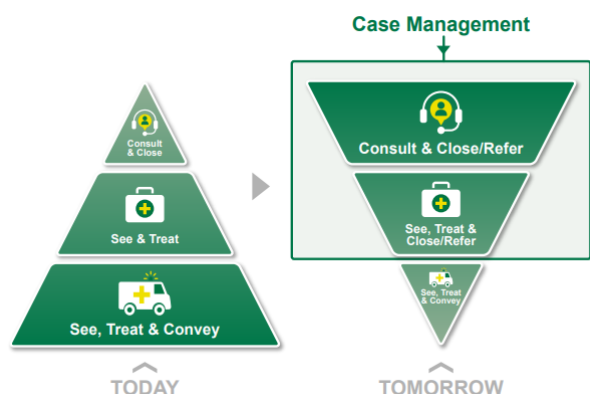 Case Management
Consult
& Close
See & Treat
See, Treat & Convey
TODAY
Consult & Close/Refer
See, Treat &
Close/Refer
See, Treat
& Convey
TOMORROW